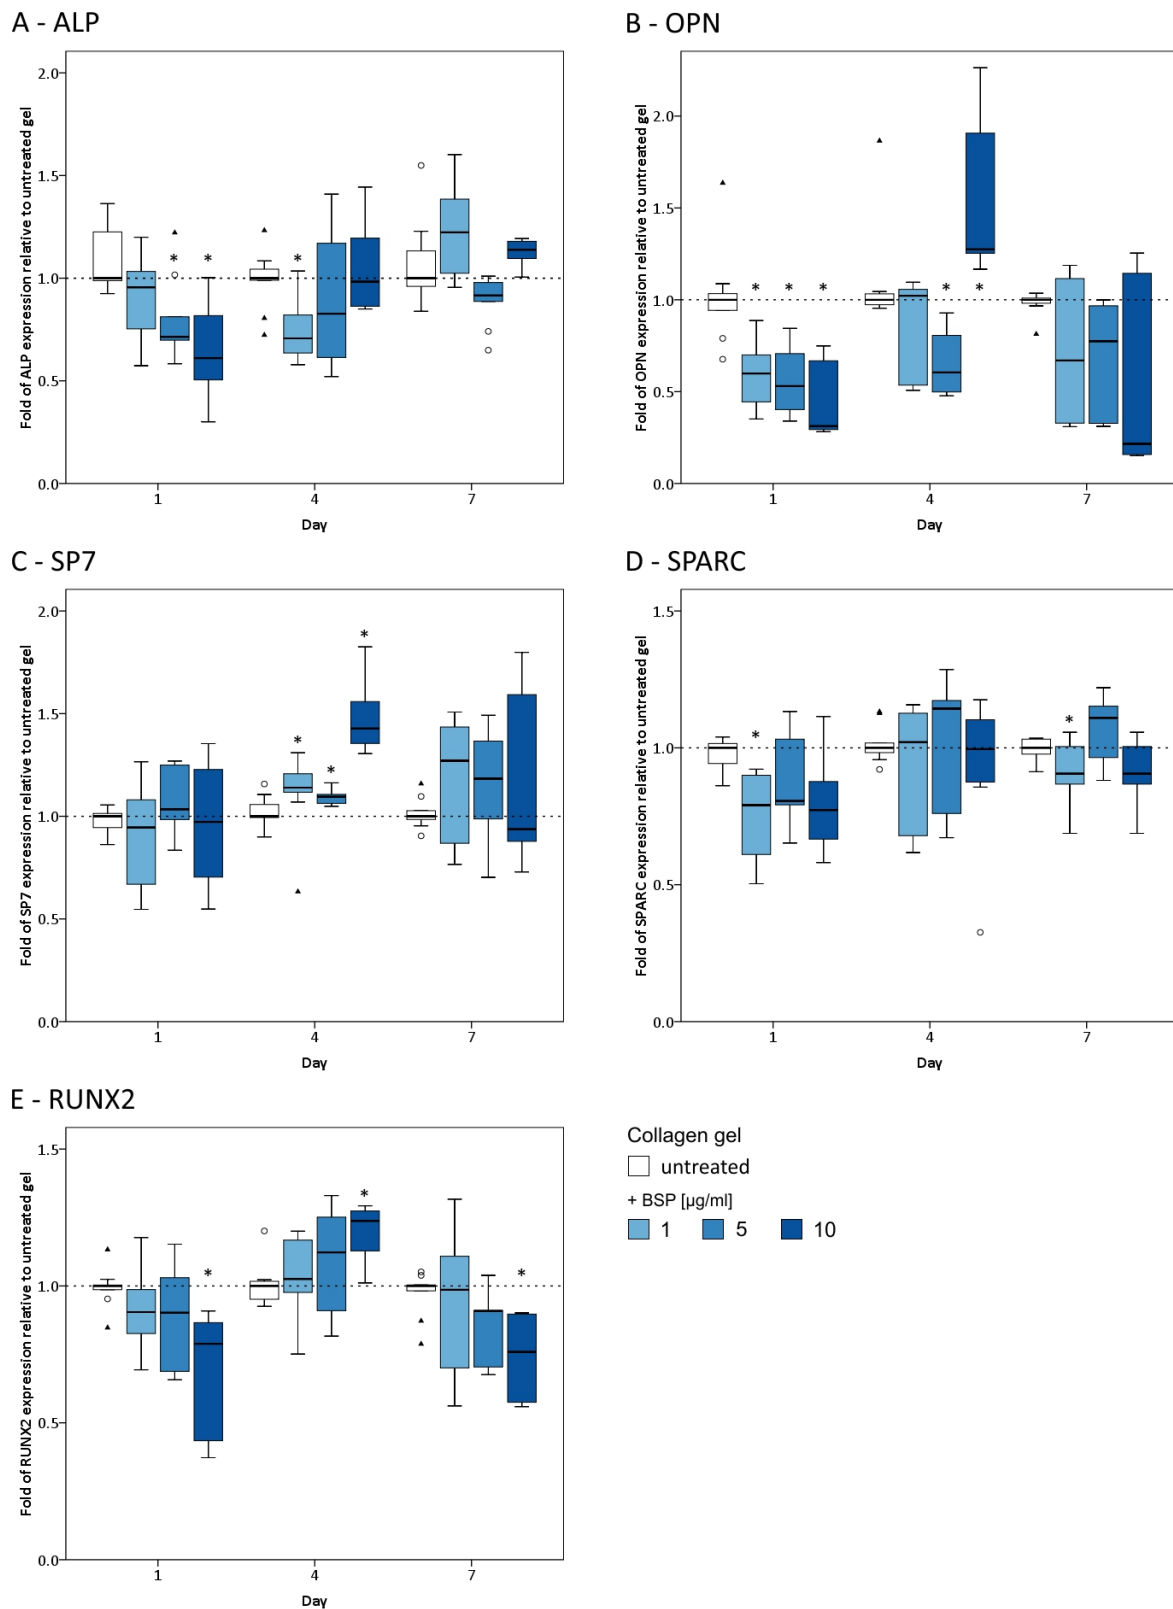 A - ALP
Fold of ALP expression relative to untreated gel
2.0
1.5
1.0
0.5
0.0
* * *
1 4 7
Day
B - OPN
Fold of OPN expression relative to untreated gel
2.0
1.5
1.0
0.5
0.0
* * * * *
1 4 7
Day
C - SP7
Fold of SP7 expression relative to untreated gel
2.0
1.5
1.0
0.5
0.0
* * *
1 4 7
Day
D - SPARC
Fold of SPARC expression relative to untreated gel
1.5
1.0
0.5
0.0
* *
1 4 7
Day
E - RUNX2
Fold of RUNX2 expression relative to untreated gel
1.5
1.0
0.5
0.0
* * *
1 4 7
Day
Collagen gel
untreated
+ BSP [µg/ml]
1 5 10